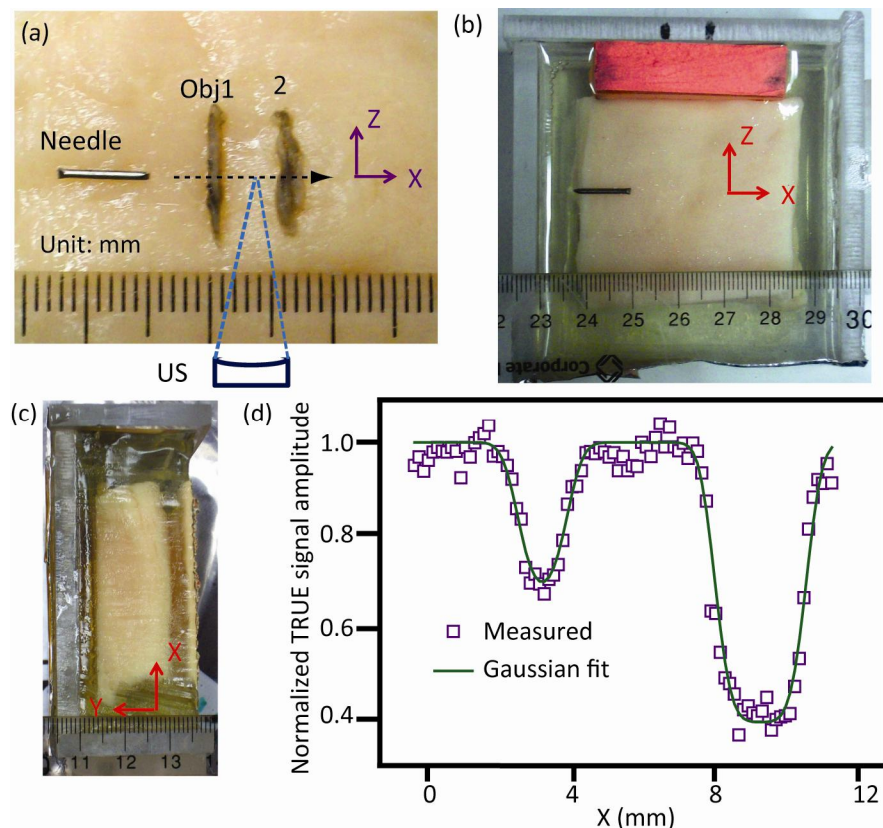 (a)
Obj1
2
Needle
Z
X
Unit: mm
US
(b)
Z
X
23 24 25 26 27 28 29 30
Corporate
(c)
X
Y
11 12 13
(d)
Normalized TRUE signal amplitude
1.0
0.8
0.6
0.4
Measured
Gaussian fit
0 4 8 12
X (mm)